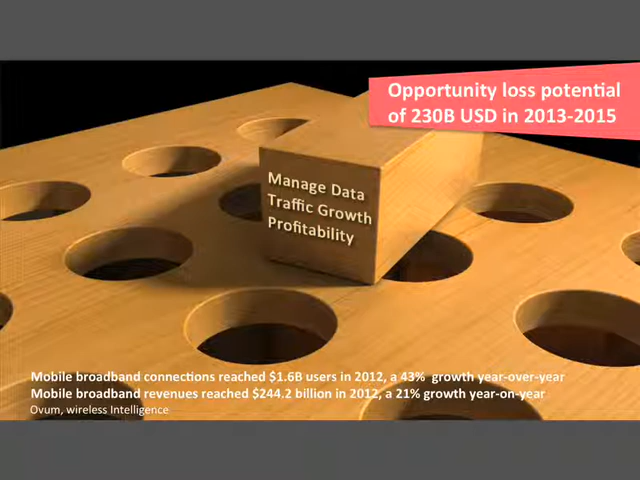 Opportunity loss potential
of 230B USD in 2013-2015
Manage Data
Traffic Growth
Profitability
Mobile broadband connections reached $1.6B users in 2012, a 43% growth year-over-year
Mobile broadband revenues reached $244.2 billion in 2012, a 21% growth year-on-year
Ovum, wireless Intelligence